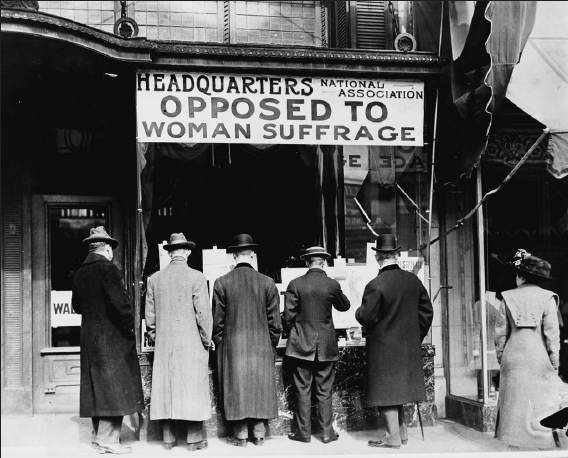 HEADQUARTERS NATIONAL ASSOCIATION
OPPOSED TO
WOMAN SUFFRAGE